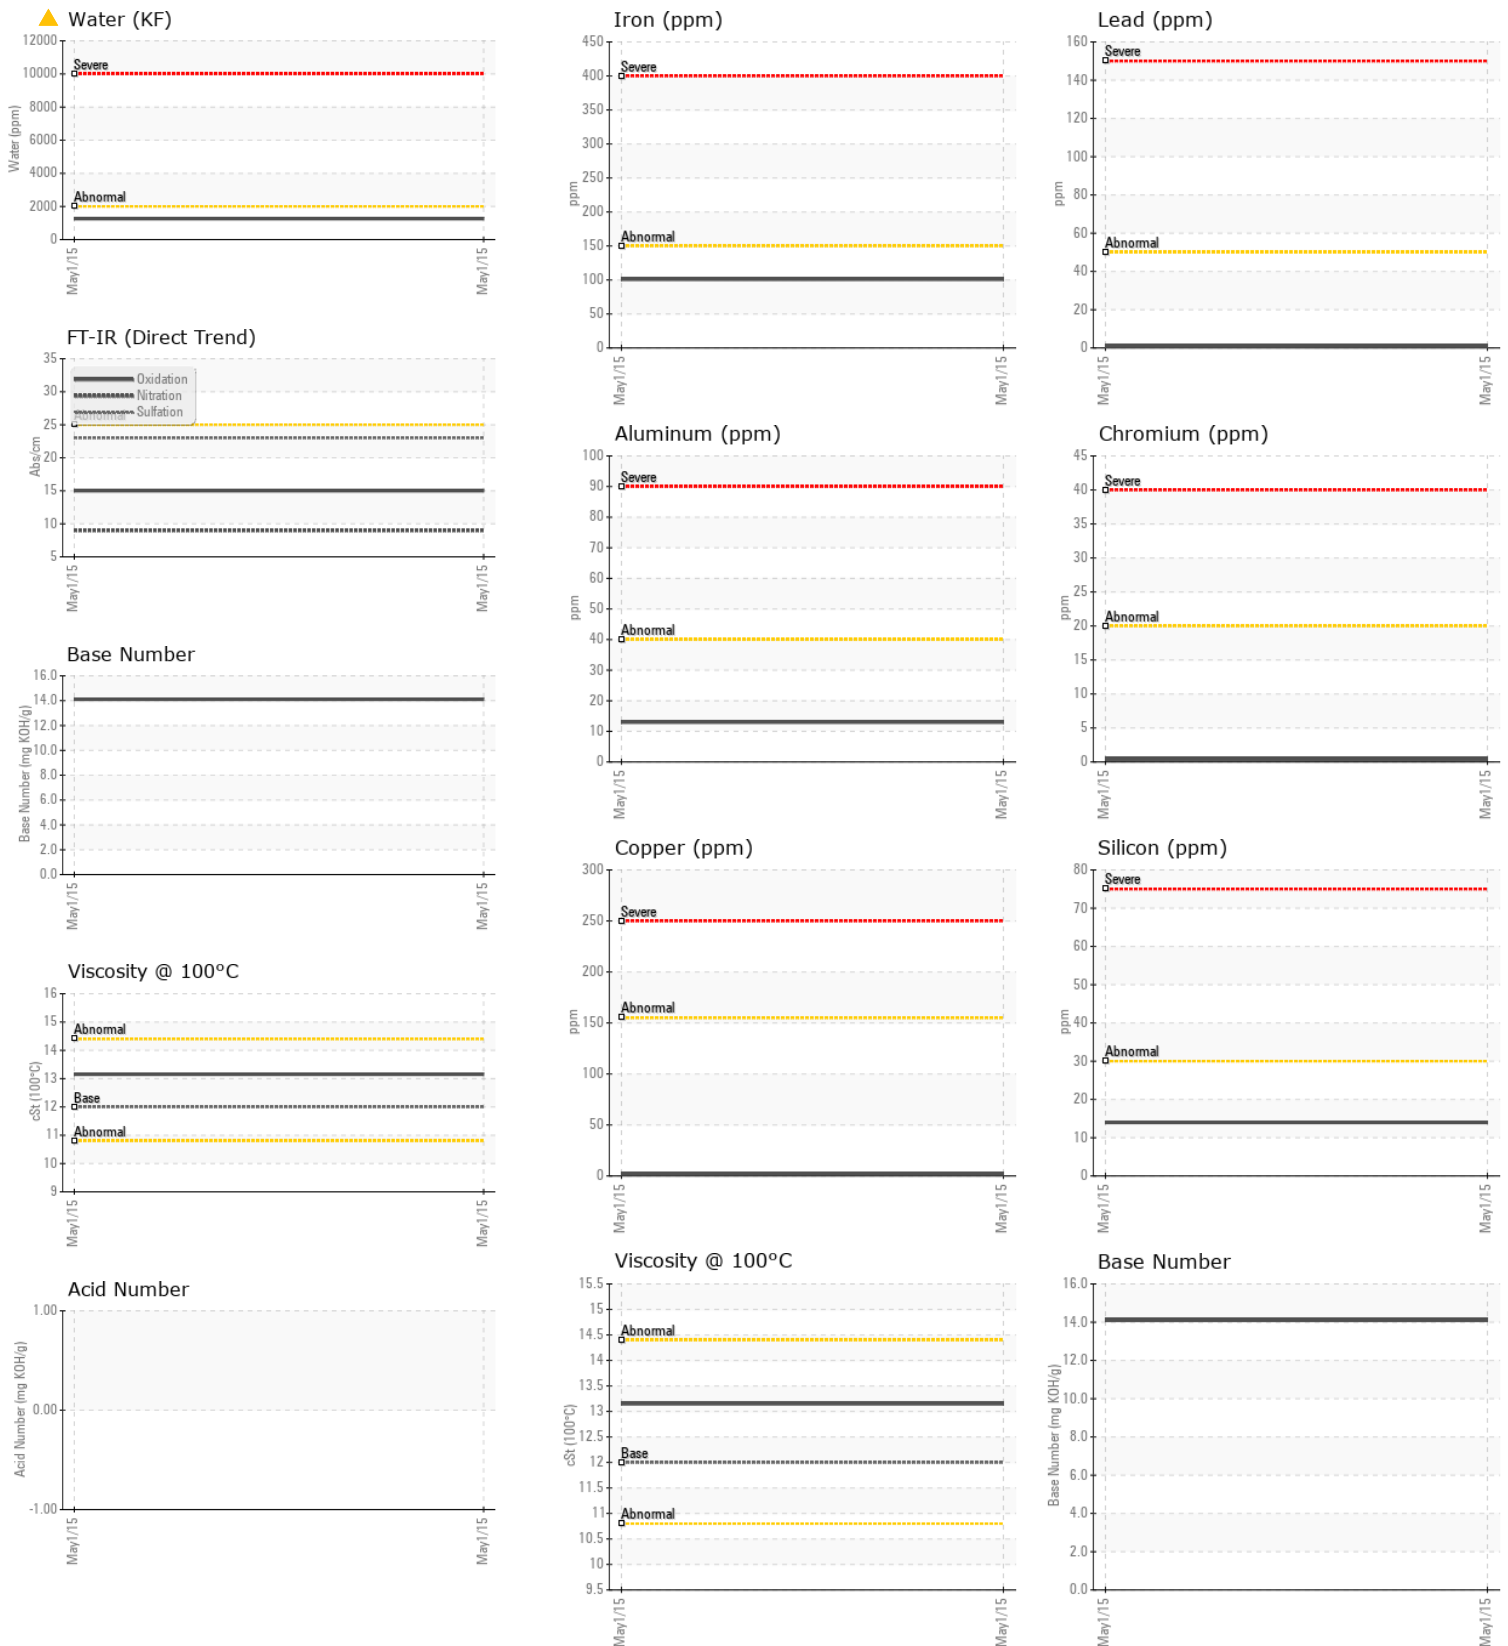 Water (KF)
12000
10000
8000
6000
4000
2000
0
Water (ppm)
Severe
Abnormal
May1/15
May1/15
FT-IR (Direct Trend)
35
30
25
20
15
10
5
Abs/cm
Oxidation
Nitration
Sulfation
Abnormal
May1/15
May1/15
Base Number
16.0
14.0
12.0
10.0
8.0
6.0
4.0
2.0
0.0
Base Number (mg KOH/g)
May1/15
May1/15
Viscosity @ 100°C
16
15
14
13
12
11
10
9
cSt (100°C)
Abnormal
Base
Abnormal
May1/15
May1/15
Acid Number
1.00
0.00
-1.00
Acid Number (mg KOH/g)
May1/15
May1/15
Iron (ppm)
450
400
350
300
250
200
150
100
50
0
ppm
Severe
Abnormal
May1/15
May1/15
Lead (ppm)
160
140
120
100
80
60
40
20
0
ppm
Severe
Abnormal
May1/15
May1/15
Aluminum (ppm)
100
90
80
70
60
50
40
30
20
10
0
ppm
Severe
Abnormal
May1/15
May1/15
Chromium (ppm)
45
40
35
30
25
20
15
10
5
0
ppm
Severe
Abnormal
May1/15
May1/15
Copper (ppm)
300
250
200
150
100
50
0
ppm
Severe
Abnormal
May1/15
May1/15
Silicon (ppm)
80
70
60
50
40
30
20
10
0
ppm
Severe
Abnormal
May1/15
May1/15
Viscosity @ 100°C
15.5
15
14.5
14
13.5
13
12.5
12
11.5
11
10.5
10
9.5
cSt (100°C)
Abnormal
Base
Abnormal
May1/15
May1/15
Base Number
16.0
14.0
12.0
10.0
8.0
6.0
4.0
2.0
0.0
Base Number (mg KOH/g)
May1/15
May1/15